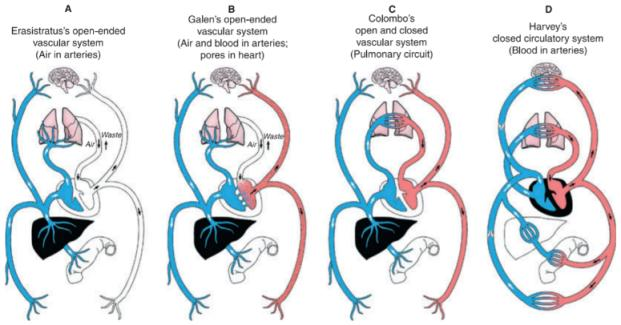 A
Erasistratus's open-ended
vascular system
(Air in arteries)
B
Galen's open-ended
vascular system
(Air and blood in arteries;
pores in heart)
C
Colombo's
open and closed
vascular system
(Pulmonary circuit)
D
Harvey's
closed circulatory system
(Blood in arteries)
Waste
Air
Waste
Air